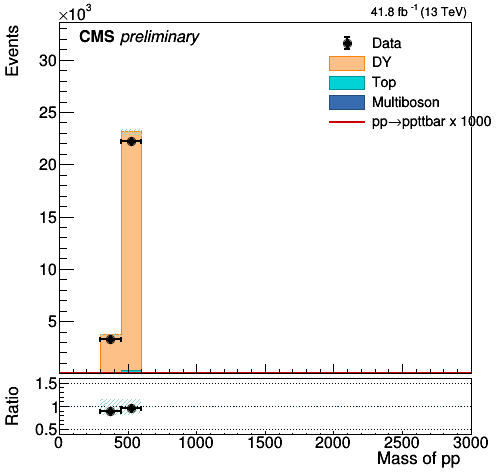 ×10³
41.8 fb⁻¹ (13 TeV)
Events
CMS preliminary
Data
DY
Top
Multiboson
pp→ppttbar x 1000
30
25
20
15
10
5
Ratio
1.5
1
0.5
0 500 1000 1500 2000 2500 3000
Mass of pp